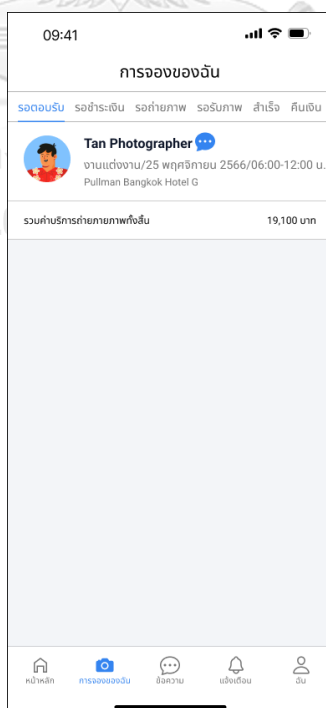 09:41
การจองของฉัน
รอตอบรับ รอชำระเงิน รอถ่ายภาพ รอรับภาพ สำเร็จ คืนเงิน
Tan Photographer
งานแต่งงาน/25 พฤศจิกายน 2566/06:00-12:00 น.
Pullman Bangkok Hotel G
รวมค่าบริการถ่ายภายภาพทั้งสิ้น 19,100 บาท
หน้าหลัก การจองของฉัน ข้อความ แจ้งเตือน ฉัน